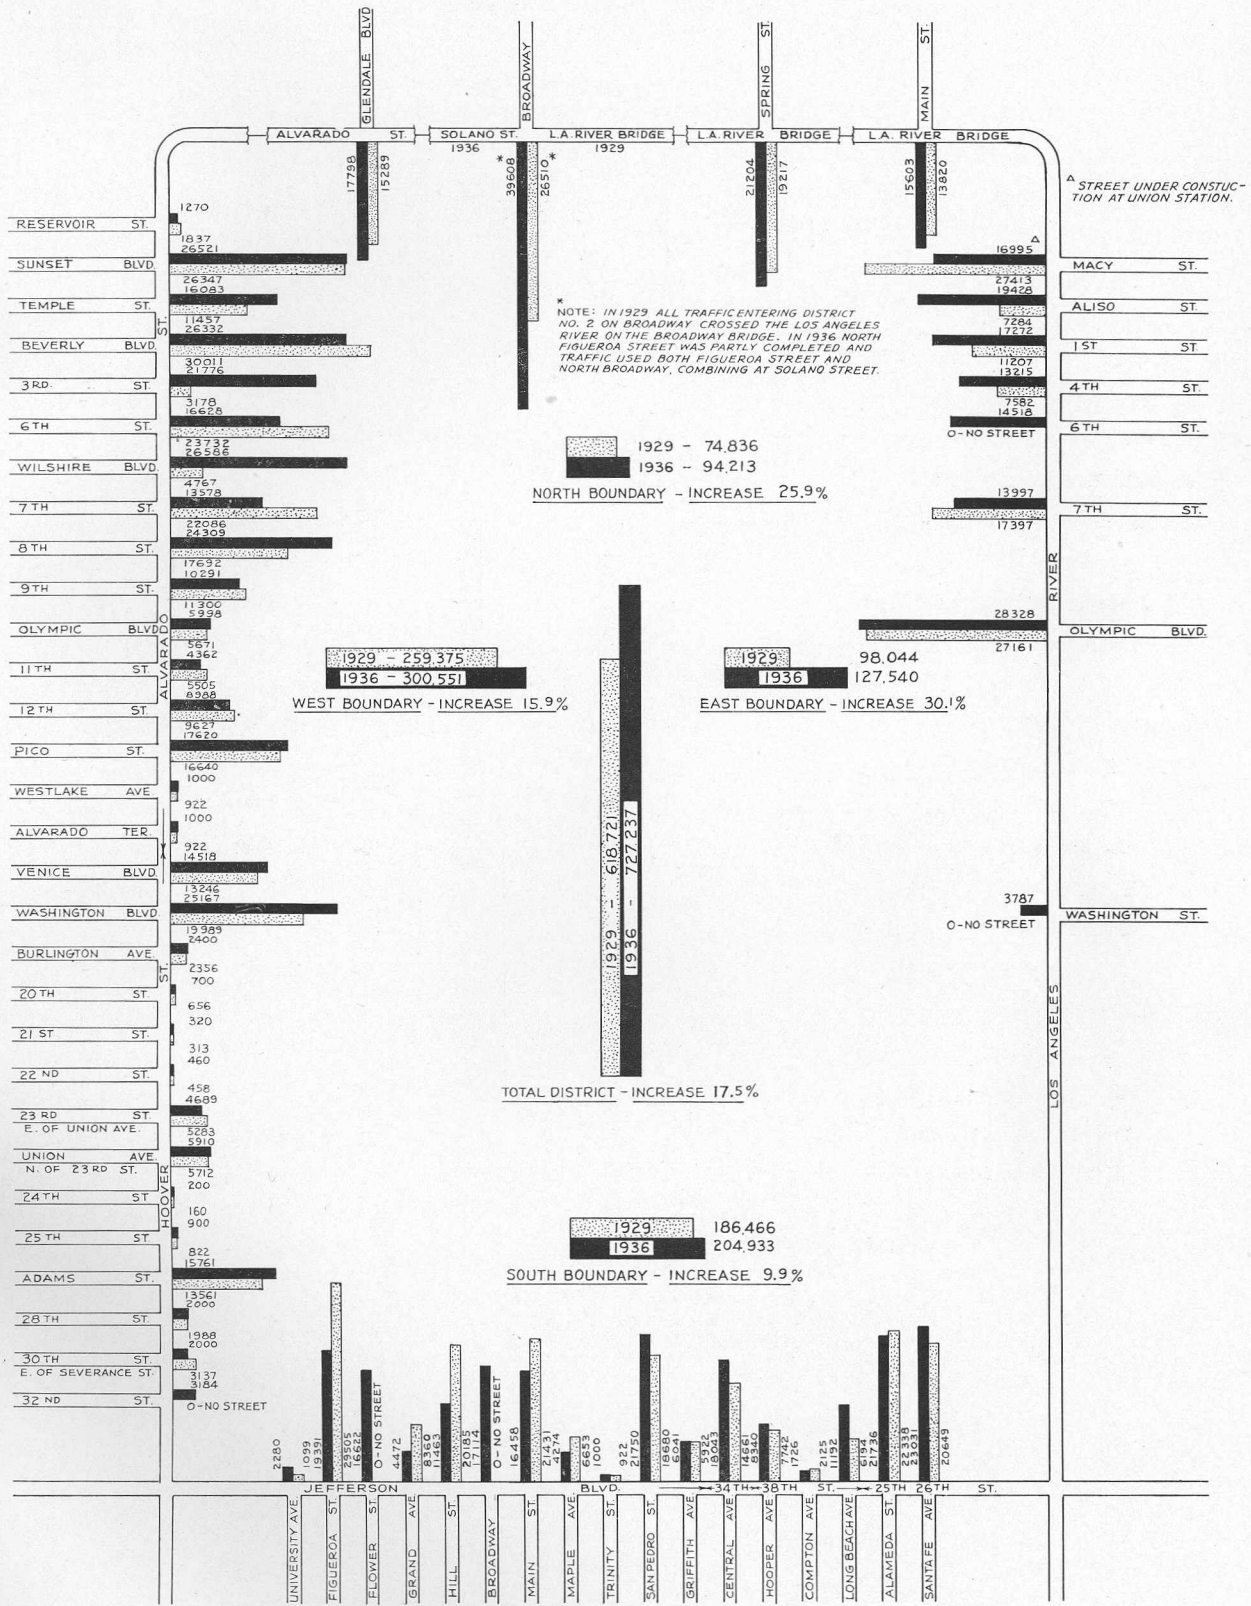 GLENDALE BLVD
BROADWAY
SPRING ST.
MAIN ST.
ALVARADO ST.
SOLANO ST. L.A. RIVER BRIDGE
1936 1929
L.A. RIVER BRIDGE
L.A. RIVER BRIDGE
17798
15289
39608 *
26510 *
21204
19217
15603
13820
△ STREET UNDER CONSTUC-
TION AT UNION STATION.
RESERVOIR ST.
1270
1837
SUNSET BLVD.
26521
26347
TEMPLE ST.
16083
11457
BEVERLY BLVD.
26332
30011
3RD. ST.
21776
3178
6TH ST.
16628
23732
WILSHIRE BLVD.
26586
4767
7TH ST.
13578
22086
8TH ST.
24309
17692
9TH ST.
10291
11300
OLYMPIC BLVD.
5998
5671
11TH ST.
4362
5505
12TH ST.
8988
9627
PICO ST.
17620
16640
WESTLAKE AVE
1000
922
ALVARADO TER.
1000
922
VENICE BLVD.
14518
13246
WASHINGTON BLVD.
25167
19989
BURLINGTON AVE.
2400
2356
20TH ST.
700
656
21ST ST.
320
313
22ND ST.
460
458
23RD ST.
E. OF UNION AVE.
4689
5283
UNION AVE.
N. OF 23RD ST.
5910
5712
24TH ST
200
160
25TH ST.
900
822
ADAMS ST.
15761
13561
28TH ST.
2000
1988
30TH ST.
E. OF SEVERANCE ST.
2000
3137
32ND ST.
3184
0-NO STREET
ALVARADO ST.
HOOVER ST.
* NOTE: IN 1929 ALL TRAFFIC ENTERING DISTRICT
NO. 2 ON BROADWAY CROSSED THE LOS ANGELES
RIVER ON THE BROADWAY BRIDGE. IN 1936 NORTH
FIGUEROA STREET WAS PARTLY COMPLETED AND
TRAFFIC USED BOTH FIGUEROA STREET AND
NORTH BROADWAY, COMBINING AT SOLANO STREET.
1929 - 74,836
1936 - 94,213
NORTH BOUNDARY - INCREASE 25.9%
1929 - 259,375
1936 - 300,551
WEST BOUNDARY - INCREASE 15.9%
1929 98,044
1936 127,540
EAST BOUNDARY - INCREASE 30.1%
1929 - 618,721
1936 - 727,237
TOTAL DISTRICT - INCREASE 17.5%
1929 186,466
1936 204,933
SOUTH BOUNDARY - INCREASE 9.9%
△
16995
27413
MACY ST.
19428
7284
ALISO ST.
17272
11207
1ST ST.
13215
7582
4TH ST.
14518
0-NO STREET
6TH ST.
13997
17397
7TH ST.
28328
27161
OLYMPIC BLVD.
3787
0-NO STREET
WASHINGTON ST.
LOS ANGELES RIVER
2280
1099
19391
29505
16622
0-NO STREET
4472
8360
11463
20185
17114
0-NO STREET
16458
21431
4274
6653
1000
922
21750
18680
6041
5922
18043
14661
8340
7742
1726
2125
11192
6194
21736
22338
23031
20649
JEFFERSON BLVD. 34TH 38TH ST. 25TH 26TH ST.
UNIVERSITY AVE.
FIGUEROA ST.
FLOWER ST.
GRAND AVE
HILL ST.
BROADWAY
MAIN ST.
MAPLE AVE.
TRINITY ST.
SAN PEDRO ST.
GRIFFITH AVE
CENTRAL AVE
HOOPER AVE
COMPTON AVE
LONG BEACH AVE
ALAMEDA ST.
SANTA FE AVE